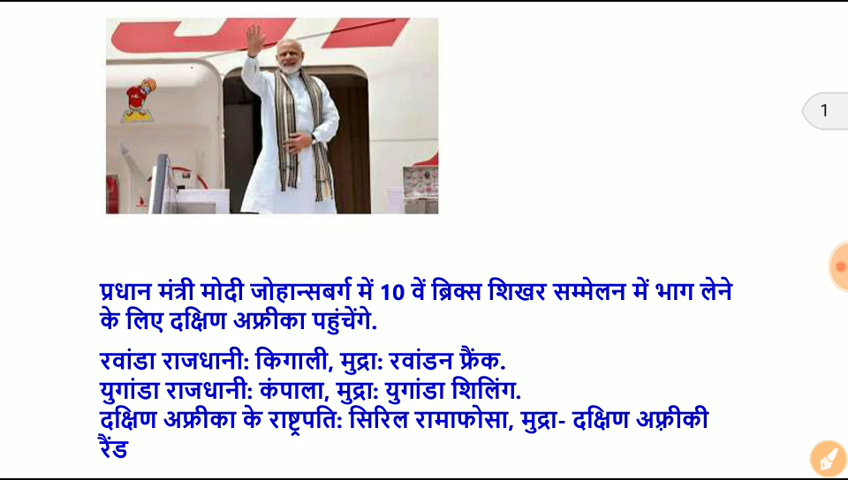 1
प्रधान मंत्री मोदी जोहान्सबर्ग में 10 वें ब्रिक्स शिखर सम्मेलन में भाग लेने
के लिए दक्षिण अफ्रीका पहुंचेंगे.
रवांडा राजधानी: किगाली, मुद्रा: रवांडन फ्रैंक.
युगांडा राजधानी: कंपाला, मुद्रा: युगांडा शिलिंग.
दक्षिण अफ्रीका के राष्ट्रपति: सिरिल रामाफोसा, मुद्रा- दक्षिण अफ़्रीकी
रैंड